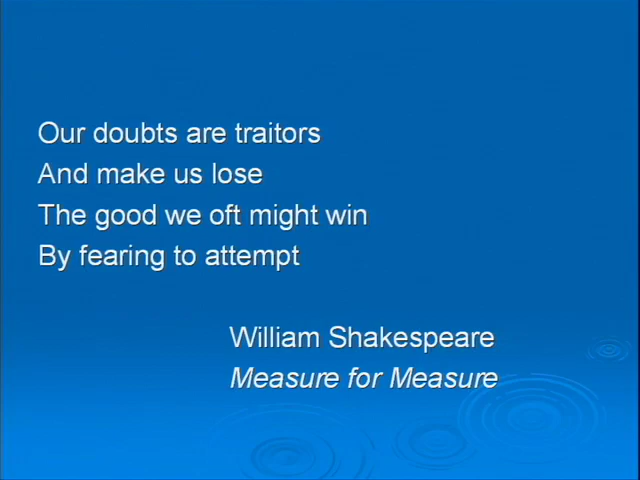 Our doubts are traitors
And make us lose
The good we oft might win
By fearing to attempt
William Shakespeare
Measure for Measure